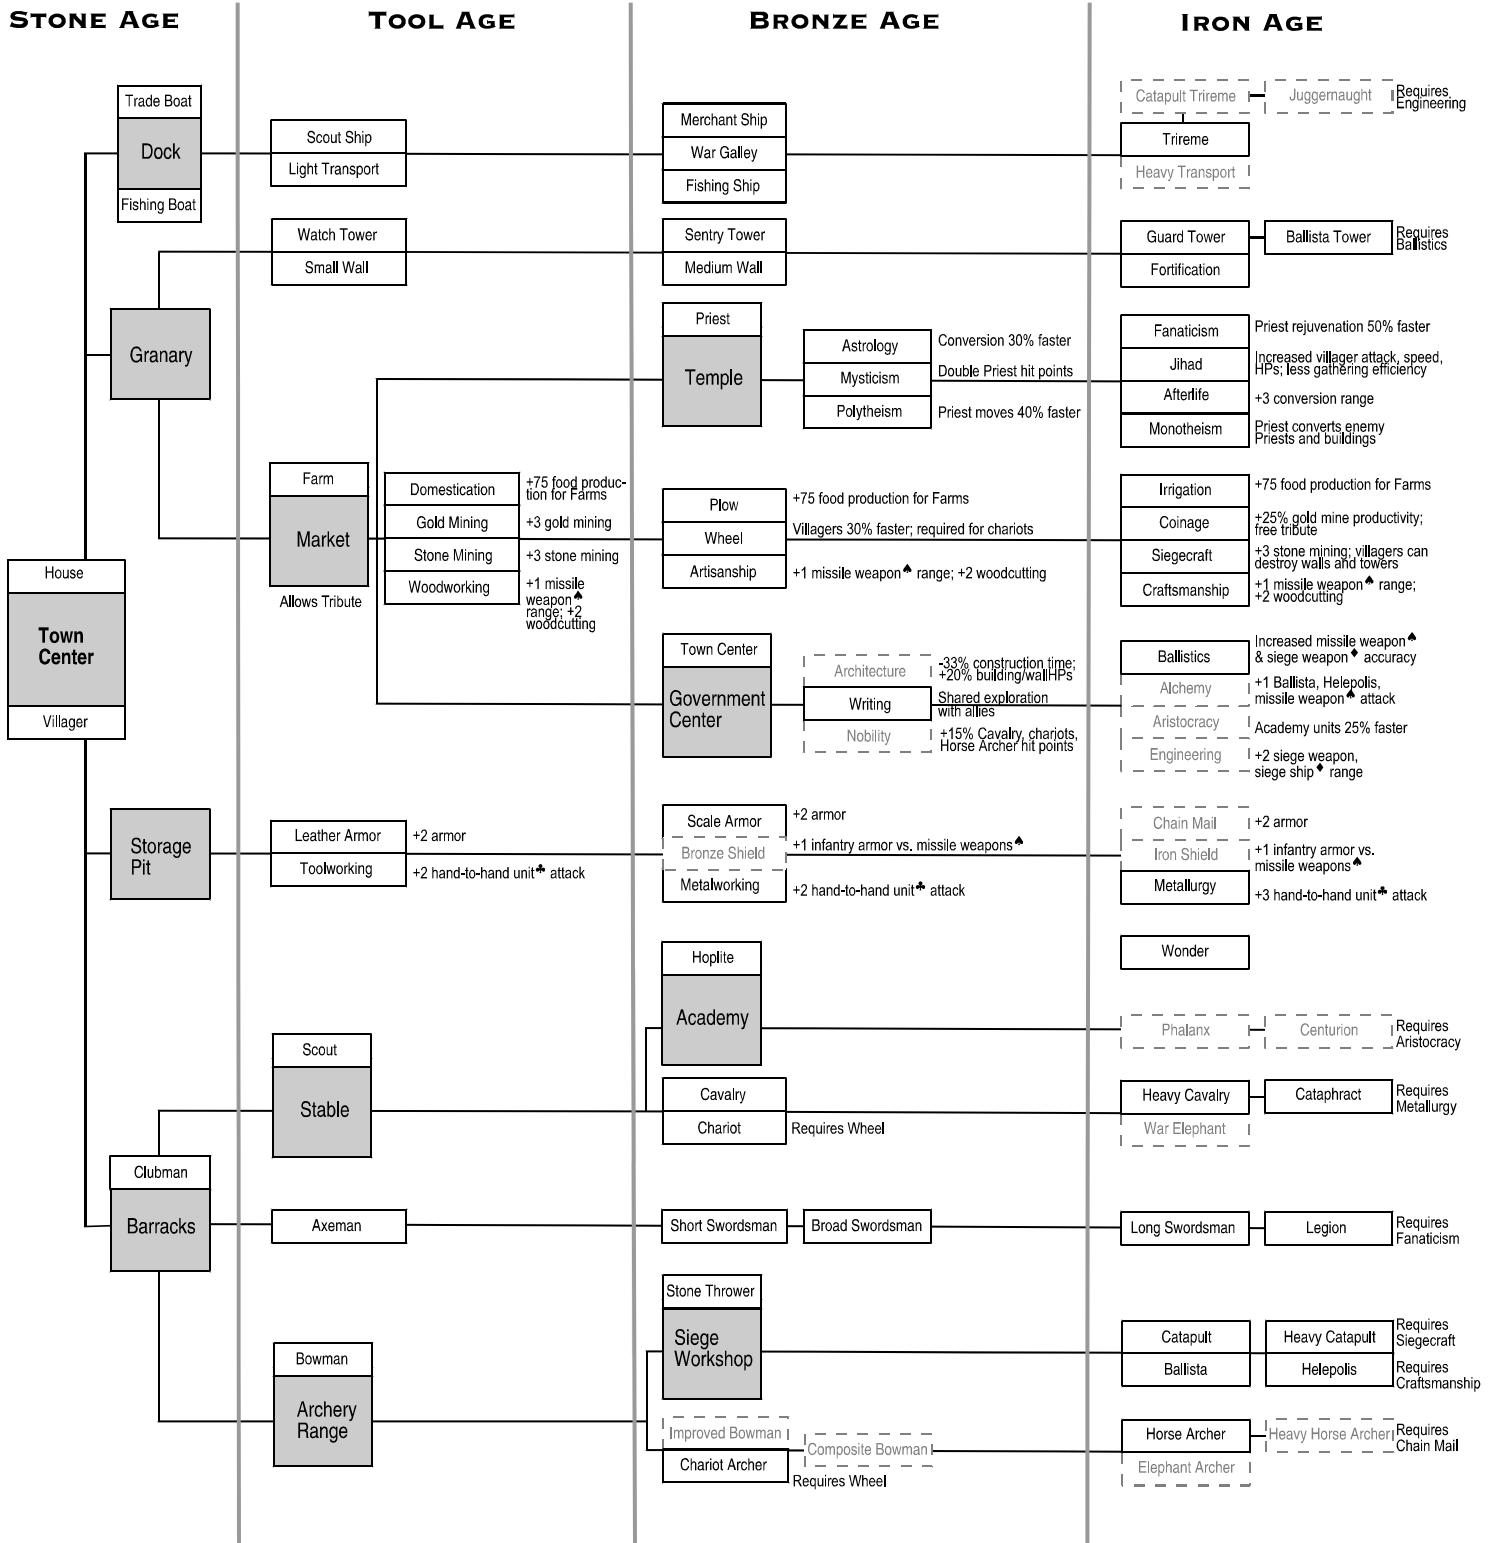 STONE AGE
TOOL AGE
BRONZE AGE
IRON AGE
Trade Boat
Dock
Fishing Boat
Scout Ship
Light Transport
Merchant Ship
War Galley
Fishing Ship
Catapult Trireme
Juggernaught
Requires
Engineering
Trireme
Heavy Transport
Granary
Watch Tower
Small Wall
Sentry Tower
Medium Wall
Guard Tower
Fortification
Ballista Tower
Requires
Ballistics
Priest
Temple
Astrology
Conversion 30% faster
Mysticism
Double Priest hit points
Polytheism
Priest moves 40% faster
Fanaticism
Priest rejuvenation 50% faster
Jihad
Increased villager attack, speed,
HPs; less gathering efficiency
Afterlife
+3 conversion range
Monotheism
Priest converts enemy
Priests and buildings
Farm
Market
Allows Tribute
Domestication
+75 food produc-
tion for Farms
Gold Mining
+3 gold mining
Stone Mining
+3 stone mining
Woodworking
+1 missile
weapon♠
range; +2
woodcutting
Plow
+75 food production for Farms
Wheel
Villagers 30% faster; required for chariots
Artisanship
+1 missile weapon♠ range; +2 woodcutting
Irrigation
+75 food production for Farms
Coinage
+25% gold mine productivity;
free tribute
Siegecraft
+3 stone mining; villagers can
destroy walls and towers
Craftsmanship
+1 missile weapon♠ range;
+2 woodcutting
House
Town
Center
Villager
Town Center
Government
Center
Architecture
-33% construction time;
+20% building/wallHPs
Writing
Shared exploration
with allies
Nobility
+15% Cavalry, chariots,
Horse Archer hit points
Ballistics
Increased missile weapon♠
& siege weapon♦ accuracy
Alchemy
+1 Ballista, Helepolis,
missile weapon♠ attack
Aristocracy
Academy units 25% faster
Engineering
+2 siege weapon,
siege ship♦ range
Storage
Pit
Leather Armor
+2 armor
Toolworking
+2 hand-to-hand unit♣ attack
Scale Armor
+2 armor
Bronze Shield
+1 infantry armor vs. missile weapons♠
Metalworking
+2 hand-to-hand unit♣ attack
Chain Mail
+2 armor
Iron Shield
+1 infantry armor vs.
missile weapons♠
Metallurgy
+3 hand-to-hand unit♣ attack
Wonder
Hoplite
Academy
Phalanx
Centurion
Requires
Aristocracy
Scout
Stable
Cavalry
Chariot
Requires Wheel
Heavy Cavalry
War Elephant
Cataphract
Requires
Metallurgy
Clubman
Barracks
Axeman
Short Swordsman
Broad Swordsman
Long Swordsman
Legion
Requires
Fanaticism
Stone Thrower
Siege
Workshop
Catapult
Ballista
Heavy Catapult
Helepolis
Requires
Siegecraft
Requires
Craftsmanship
Bowman
Archery
Range
Improved Bowman
Chariot Archer
Requires Wheel
Composite Bowman
Horse Archer
Elephant Archer
Heavy Horse Archer
Requires
Chain Mail